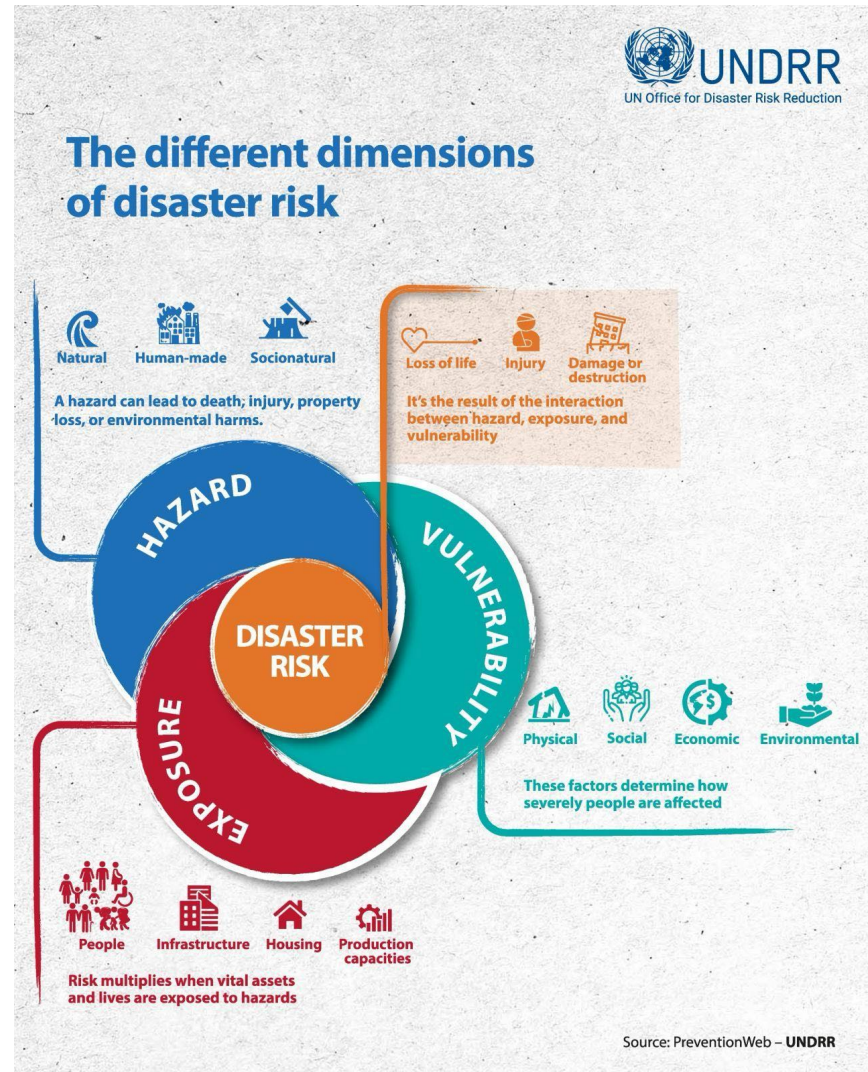 UNDRR
UN Office for Disaster Risk Reduction
The different dimensions
of disaster risk
Natural
Human-made
Socionatural
A hazard can lead to death, injury, property
loss, or environmental harms.
Loss of life
Injury
Damage or
destruction
It's the result of the interaction
between hazard, exposure, and
vulnerability
HAZARD
VULNERABILITY
DISASTER
RISK
EXPOSURE
Physical
Social
Economic
Environmental
These factors determine how
severely people are affected
People
Infrastructure
Housing
Production
capacities
Risk multiplies when vital assets
and lives are exposed to hazards
Source: PreventionWeb – UNDRR